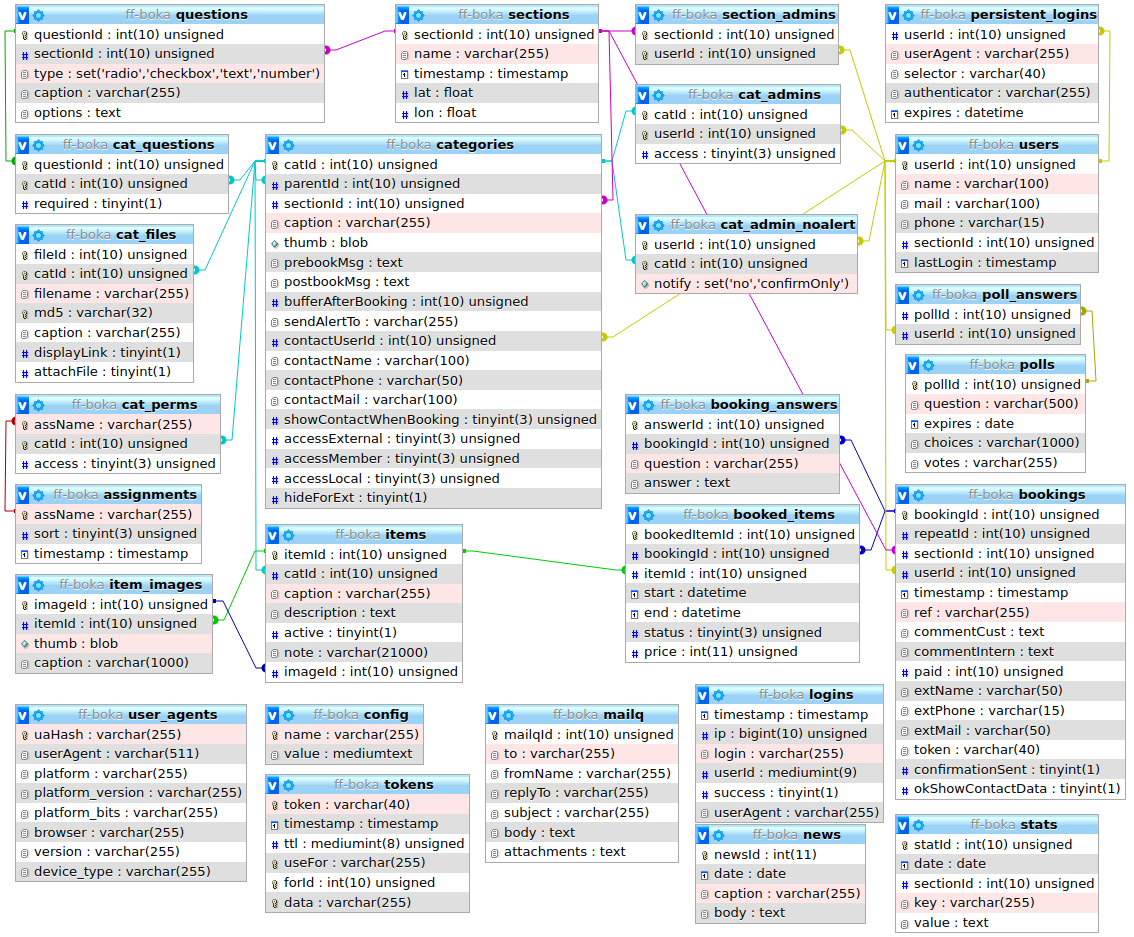 ff-boka questions
questionId : int(10) unsigned
sectionId : int(10) unsigned
type : set('radio','checkbox','text','number')
caption : varchar(255)
options : text
ff-boka sections
sectionId : int(10) unsigned
name : varchar(255)
timestamp : timestamp
lat : float
lon : float
ff-boka section_admins
sectionId : int(10) unsigned
userId : int(10) unsigned
ff-boka persistent_logins
userId : int(10) unsigned
userAgent : varchar(255)
selector : varchar(40)
authenticator : varchar(255)
expires : datetime
ff-boka cat_admins
catId : int(10) unsigned
userId : int(10) unsigned
access : tinyint(3) unsigned
ff-boka cat_questions
questionId : int(10) unsigned
catId : int(10) unsigned
required : tinyint(1)
ff-boka categories
catId : int(10) unsigned
parentId : int(10) unsigned
sectionId : int(10) unsigned
caption : varchar(255)
thumb : blob
prebookMsg : text
postbookMsg : text
bufferAfterBooking : int(10) unsigned
sendAlertTo : varchar(255)
contactUserId : int(10) unsigned
contactName : varchar(100)
contactPhone : varchar(50)
contactMail : varchar(100)
showContactWhenBooking : tinyint(3) unsigned
accessExternal : tinyint(3) unsigned
accessMember : tinyint(3) unsigned
accessLocal : tinyint(3) unsigned
hideForExt : tinyint(1)
ff-boka users
userId : int(10) unsigned
name : varchar(100)
mail : varchar(100)
phone : varchar(15)
sectionId : int(10) unsigned
lastLogin : timestamp
ff-boka cat_files
fileId : int(10) unsigned
catId : int(10) unsigned
filename : varchar(255)
md5 : varchar(32)
caption : varchar(255)
displayLink : tinyint(1)
attachFile : tinyint(1)
ff-boka cat_admin_noalert
userId : int(10) unsigned
catId : int(10) unsigned
notify : set('no','confirmOnly')
ff-boka poll_answers
pollId : int(10) unsigned
userId : int(10) unsigned
ff-boka polls
pollId : int(10) unsigned
question : varchar(500)
expires : date
choices : varchar(1000)
votes : varchar(255)
ff-boka cat_perms
assName : varchar(255)
catId : int(10) unsigned
access : tinyint(3) unsigned
ff-boka booking_answers
answerId : int(10) unsigned
bookingId : int(10) unsigned
question : varchar(255)
answer : text
ff-boka assignments
assName : varchar(255)
sort : tinyint(3) unsigned
timestamp : timestamp
ff-boka bookings
bookingId : int(10) unsigned
repeatId : int(10) unsigned
sectionId : int(10) unsigned
userId : int(10) unsigned
timestamp : timestamp
ref : varchar(255)
commentCust : text
commentIntern : text
paid : int(10) unsigned
extName : varchar(50)
extPhone : varchar(15)
extMail : varchar(50)
token : varchar(40)
confirmationSent : tinyint(1)
okShowContactData : tinyint(1)
ff-boka booked_items
bookedItemId : int(10) unsigned
bookingId : int(10) unsigned
itemId : int(10) unsigned
start : datetime
end : datetime
status : tinyint(3) unsigned
price : int(11) unsigned
ff-boka items
itemId : int(10) unsigned
catId : int(10) unsigned
caption : varchar(255)
description : text
active : tinyint(1)
note : varchar(21000)
imageId : int(10) unsigned
ff-boka item_images
imageId : int(10) unsigned
itemId : int(10) unsigned
thumb : blob
caption : varchar(1000)
ff-boka logins
timestamp : timestamp
ip : bigint(10) unsigned
login : varchar(255)
userId : mediumint(9)
success : tinyint(1)
userAgent : varchar(255)
ff-boka user_agents
uaHash : varchar(255)
userAgent : varchar(511)
platform : varchar(255)
platform_version : varchar(255)
platform_bits : varchar(255)
browser : varchar(255)
version : varchar(255)
device_type : varchar(255)
ff-boka config
name : varchar(255)
value : mediumtext
ff-boka mailq
mailqId : int(10) unsigned
to : varchar(255)
fromName : varchar(255)
replyTo : varchar(255)
subject : varchar(255)
body : text
attachments : text
ff-boka tokens
token : varchar(40)
timestamp : timestamp
ttl : mediumint(8) unsigned
useFor : varchar(255)
forId : int(10) unsigned
data : varchar(255)
ff-boka news
newsId : int(11)
date : date
caption : varchar(255)
body : text
ff-boka stats
statId : int(10) unsigned
date : date
sectionId : int(10) unsigned
key : varchar(255)
value : text